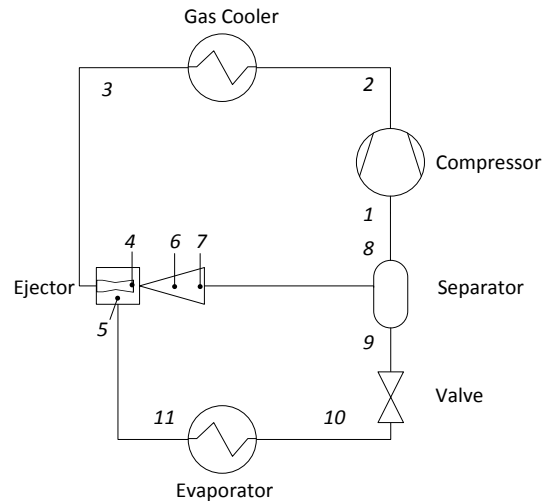 Gas Cooler
3
2
Compressor
1
4
6
7
8
Ejector
Separator
5
9
Valve
11
10
Evaporator